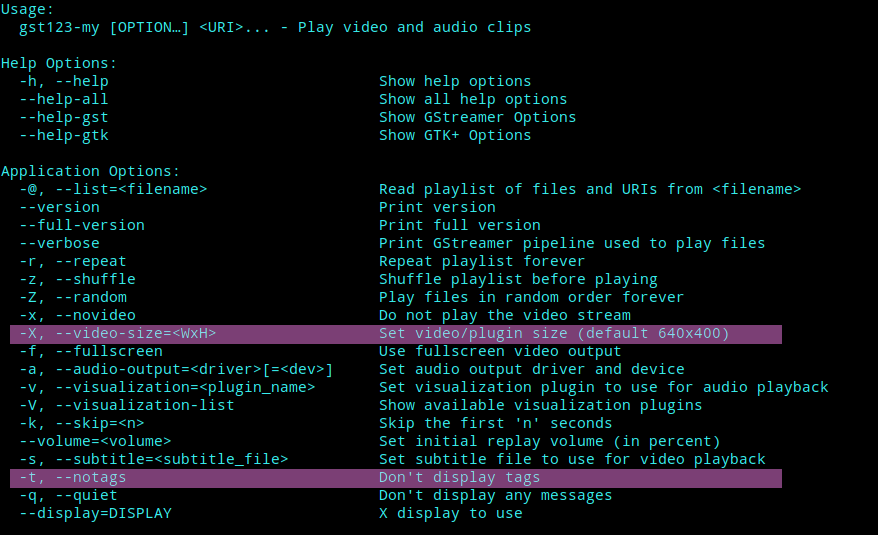 Usage:
  gst123-my [OPTION…] <URI>... - Play video and audio clips

Help Options:
  -h, --help                            Show help options
  --help-all                            Show all help options
  --help-gst                            Show GStreamer Options
  --help-gtk                            Show GTK+ Options

Application Options:
  -@, --list=<filename>                 Read playlist of files and URIs from <filename>
  --version                             Print version
  --full-version                        Print full version
  --verbose                             Print GStreamer pipeline used to play files
  -r, --repeat                          Repeat playlist forever
  -z, --shuffle                         Shuffle playlist before playing
  -Z, --random                          Play files in random order forever
  -x, --novideo                         Do not play the video stream
  -X, --video-size=<WxH>                Set video/plugin size (default 640x400)
  -f, --fullscreen                      Use fullscreen video output
  -a, --audio-output=<driver>[=<dev>]   Set audio output driver and device
  -v, --visualization=<plugin_name>     Set visualization plugin to use for audio playback
  -V, --visualization-list              Show available visualization plugins
  -k, --skip=<n>                        Skip the first 'n' seconds
  --volume=<volume>                     Set initial replay volume (in percent)
  -s, --subtitle=<subtitle_file>        Set subtitle file to use for video playback
  -t, --notags                          Don't display tags
  -q, --quiet                           Don't display any messages
  --display=DISPLAY                     X display to use